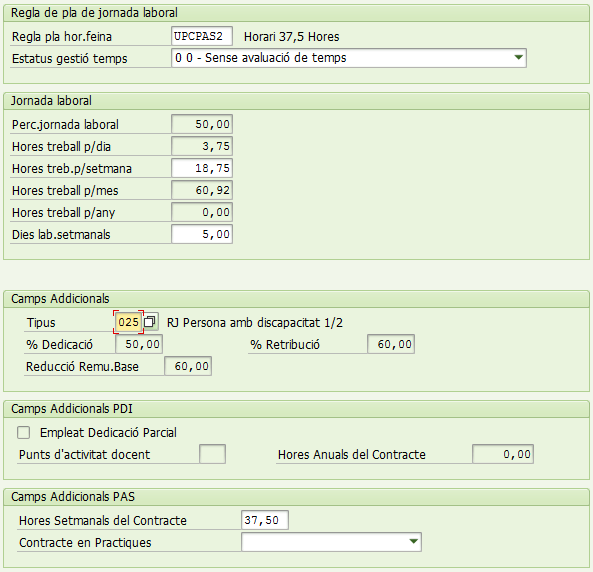 Regla de pla de jornada laboral
Regla pla hor.feina UPCPAS2 Horari 37,5 Hores
Estatus gestió temps 0 0 - Sense avaluació de temps
Jornada laboral
Perc.jornada laboral 50,00
Hores treball p/dia 3,75
Hores treb.p/setmana 18,75
Hores treball p/mes 60,92
Hores treball p/any 0,00
Dies lab.setmanals 5,00
Camps Addicionals
Tipus 025 RJ Persona amb discapacitat 1/2
% Dedicació 50,00 % Retribució 60,00
Reducció Remu.Base 60,00
Camps Addicionals PDI
Empleat Dedicació Parcial
Punts d'activitat docent Hores Anuals del Contracte 0,00
Camps Addicionals PAS
Hores Setmanals del Contracte 37,50
Contracte en Practiques